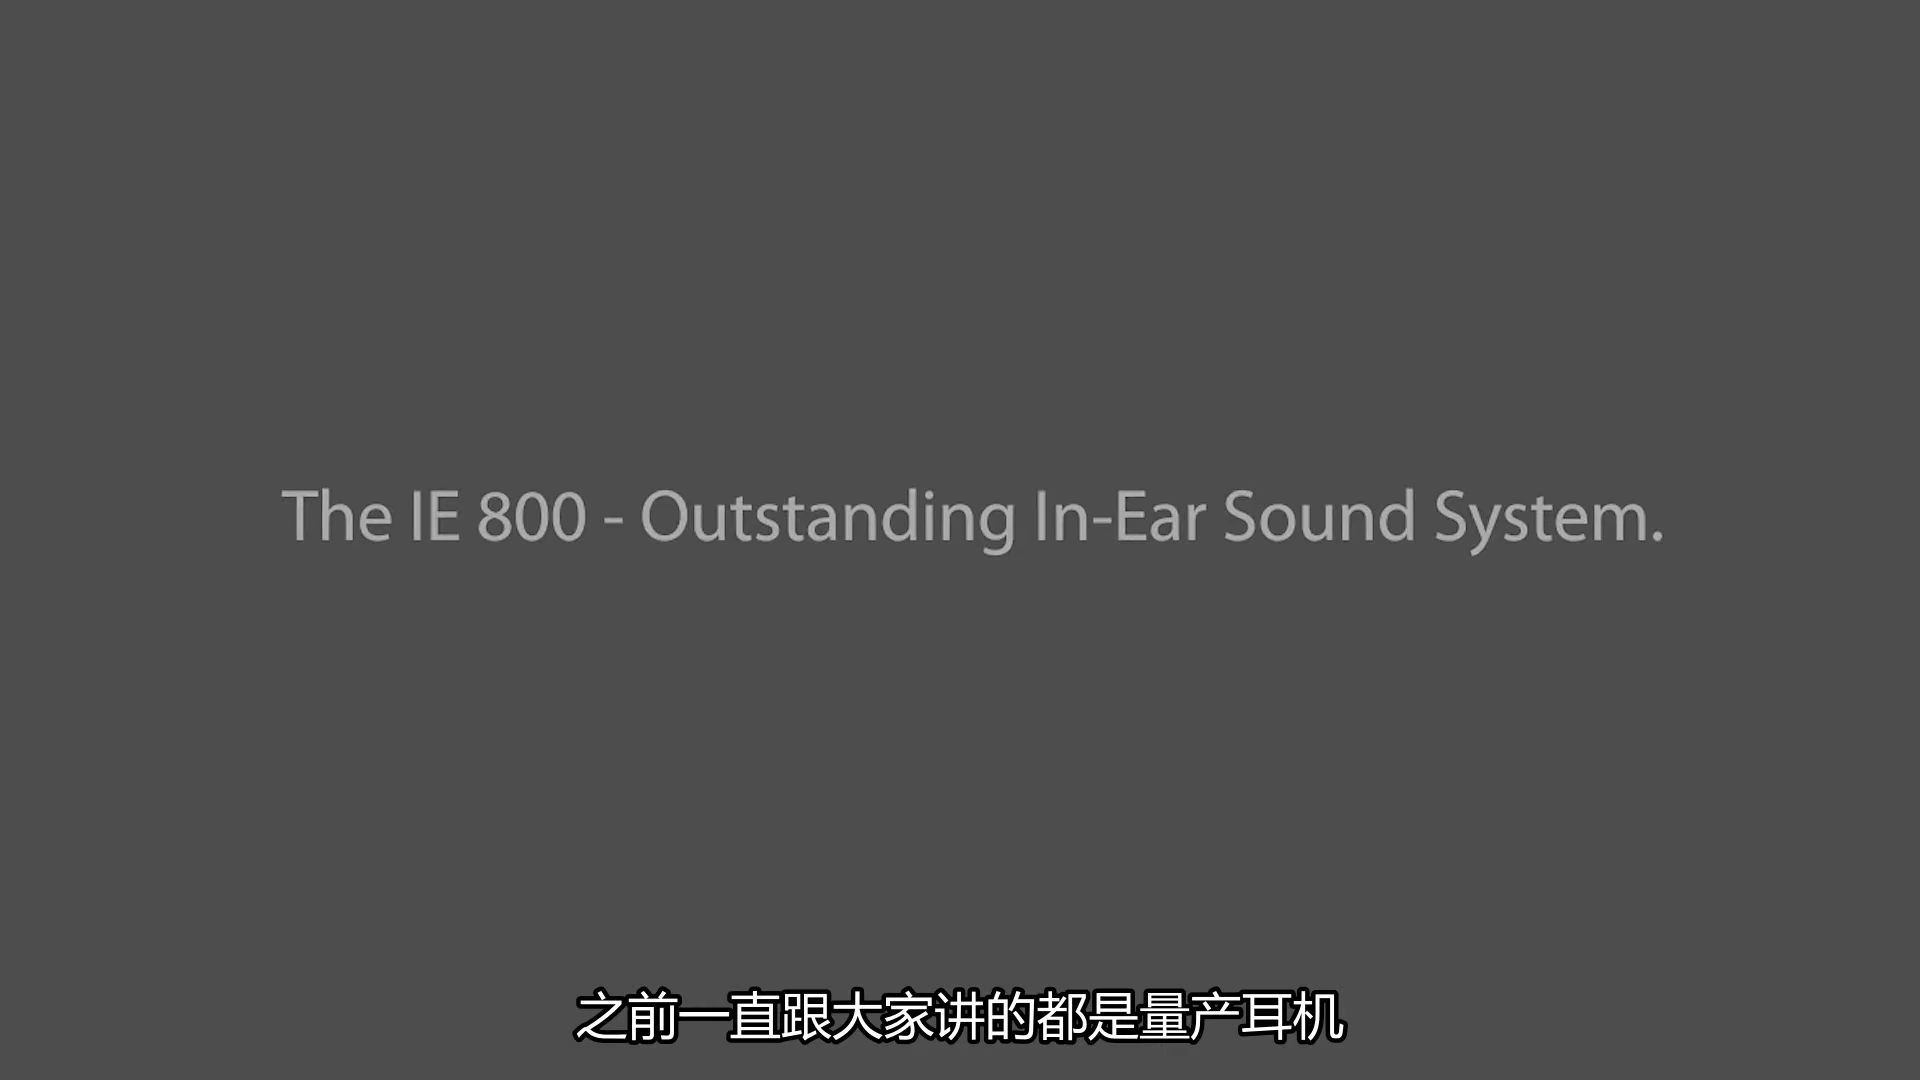 The IE 800 - Outstanding In-Ear Sound System.
之前一直跟大家讲的都是量产耳机